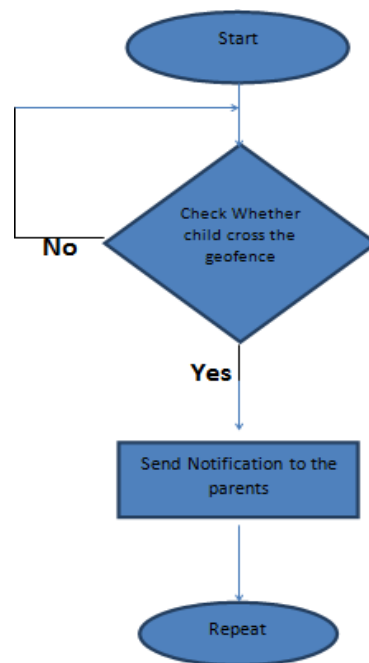 Start
Check Whether
child cross the
geofence
No
Yes
Send Notification to the
parents
Repeat